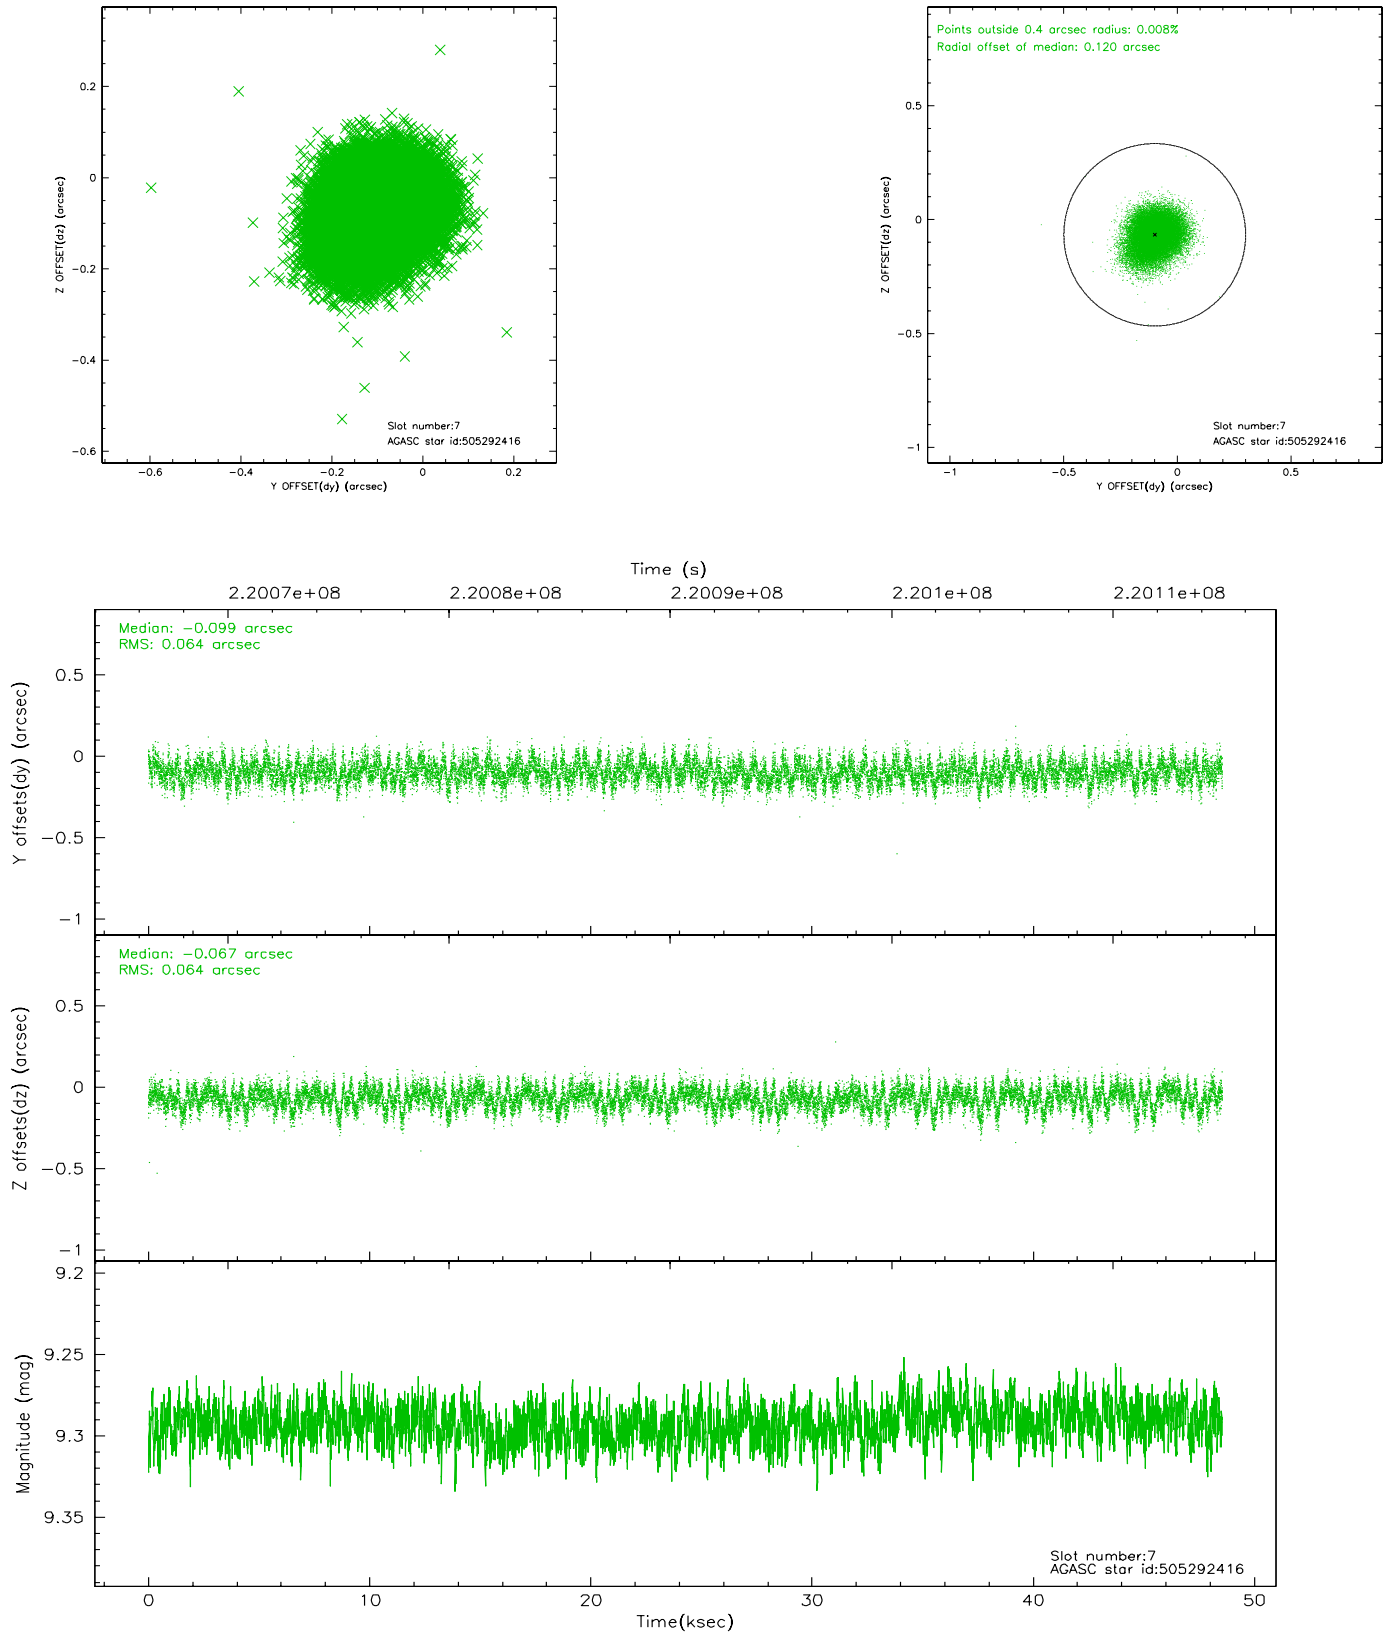 0.2
0
−0.2
−0.4
−0.6
Z OFFSET(dz) (arcsec)
Slot number:7
AGASC star id:505292416
−0.6 −0.4 −0.2 0 0.2
Y OFFSET(dy) (arcsec)
Points outside 0.4 arcsec radius: 0.008%
Radial offset of median: 0.120 arcsec
0.5
0
−0.5
−1
Z OFFSET(dz) (arcsec)
Slot number:7
AGASC star id:505292416
−1 −0.5 0 0.5
Y OFFSET(dy) (arcsec)
Time (s)
2.2007e+08 2.2008e+08 2.2009e+08 2.201e+08 2.2011e+08
Median: −0.099 arcsec
RMS: 0.064 arcsec
0.5
0
−0.5
−1
Y offsets(dy) (arcsec)
Median: −0.067 arcsec
RMS: 0.064 arcsec
0.5
0
−0.5
−1
Z offsets(dz) (arcsec)
9.2
9.25
9.3
9.35
Magnitude (mag)
Slot number:7
AGASC star id:505292416
0 10 20 30 40 50
Time(ksec)